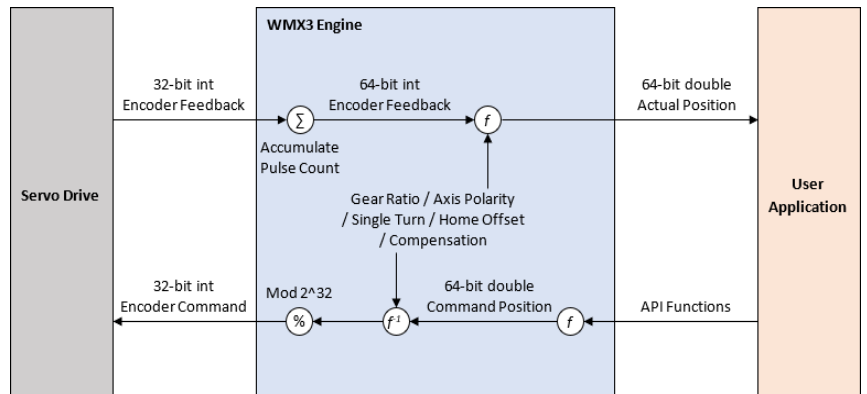 WMX3 Engine
32-bit int
Encoder Feedback
64-bit int
Encoder Feedback
64-bit double
Actual Position
∑
f
Accumulate
Pulse Count
Servo Drive
Gear Ratio / Axis Polarity
/ Single Turn / Home Offset
/ Compensation
User
Application
32-bit int
Encoder Command
Mod 2^32
64-bit double
Command Position
API Functions
%
f-1
f